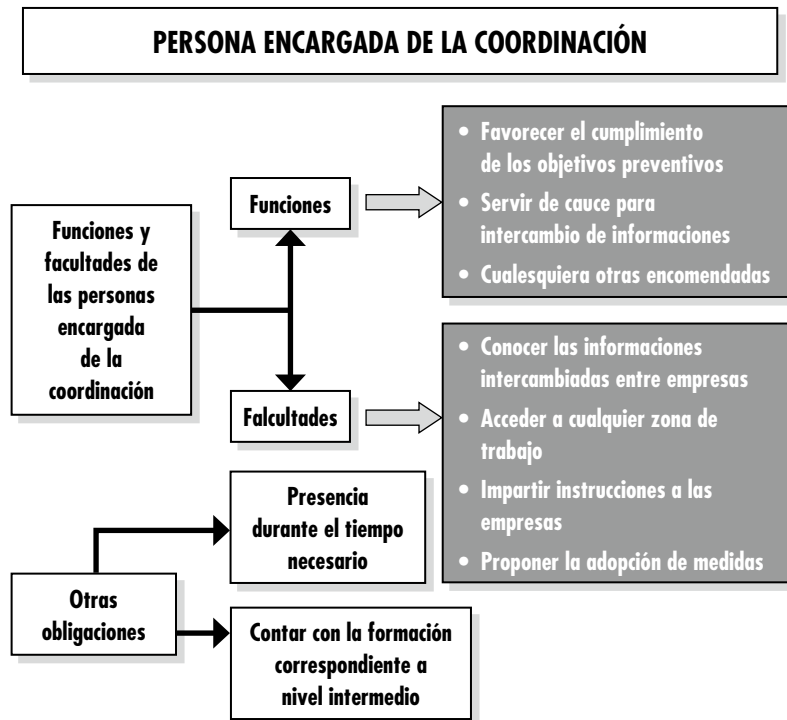 PERSONA ENCARGADA DE LA COORDINACIÓN
Funciones y
facultades de
las personas
encargada
de la
coordinación
Funciones
• Favorecer el cumplimiento
de los objetivos preventivos
• Servir de cauce para
intercambio de informaciones
• Cualesquiera otras encomendadas
Falcultades
• Conocer las informaciones
intercambiadas entre empresas
• Acceder a cualquier zona de
trabajo
• Impartir instrucciones a las
empresas
• Proponer la adopción de medidas
Otras
obligaciones
Presencia
durante el tiempo
necesario
Contar con la formación
correspondiente a
nivel intermedio